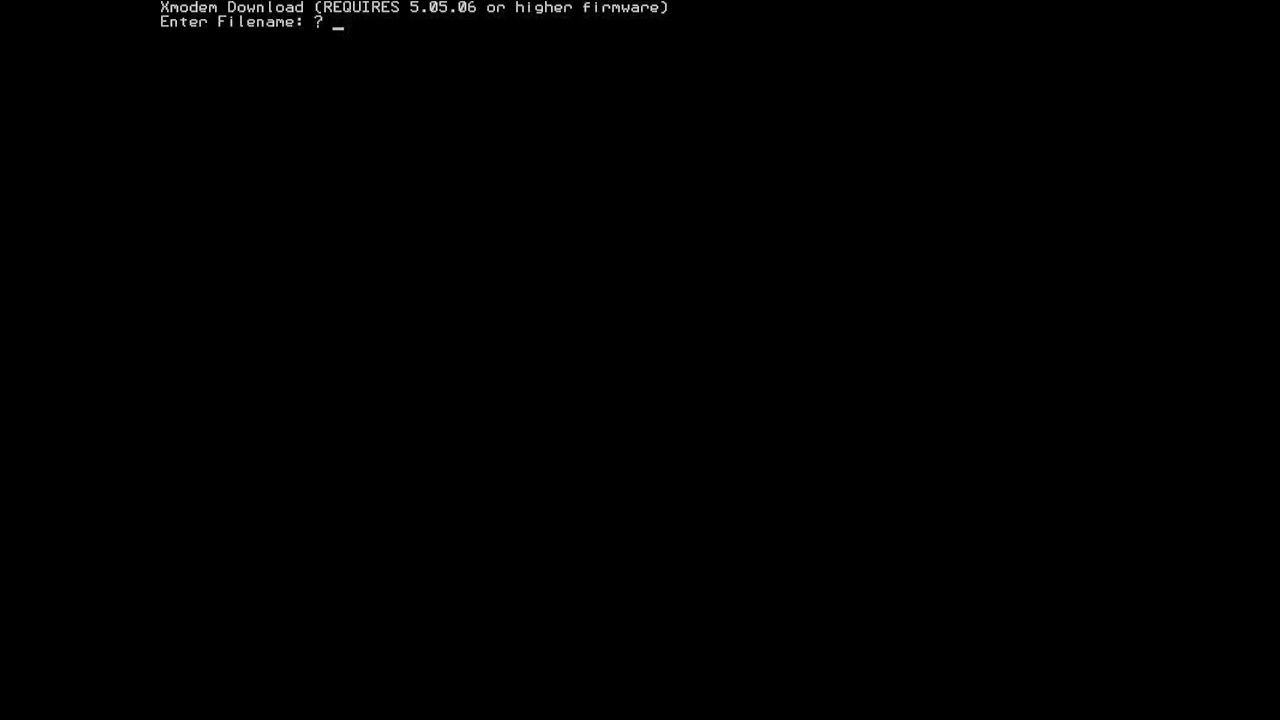 Xmodem Download (REQUIRES 5.05.06 or higher firmware)
Enter Filename: ? _